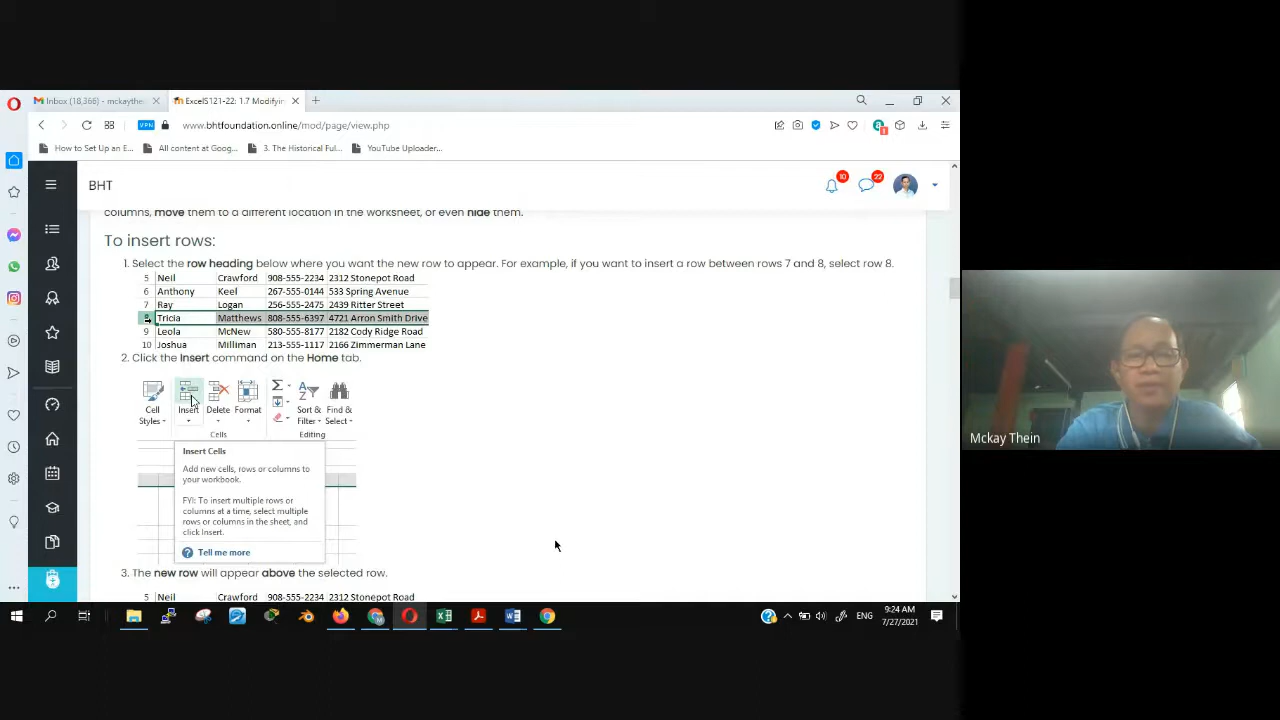 Inbox (18,366) - mckaythe
ExcelS121-22: 1.7 Modifyin
VPN
www.bhtfoundation.online/mod/page/view.php
1
How to Set Up an E...
All content at Goog...
3. The Historical Ful...
YouTube Uploader...
BHT
10
22
columns, move them to a different location in the worksheet, or even hide them.
To insert rows:
1. Select the row heading below where you want the new row to appear. For example, if you want to insert a row between rows 7 and 8, select row 8.
5 Neil Crawford 908-555-2234 2312 Stonepot Road
6 Anthony Keel 267-555-0144 533 Spring Avenue
7 Ray Logan 256-555-2475 2439 Ritter Street
Tricia Matthews 808-555-6397 4721 Arron Smith Drive
9 Leola McNew 580-555-8177 2182 Cody Ridge Road
10 Joshua Milliman 213-555-1117 2166 Zimmerman Lane
2. Click the Insert command on the Home tab.
Cell Styles
Insert
Delete
Format
Sort & Filter
Find & Select
Cells
Editing
Insert Cells
Add new cells, rows or columns to
your workbook.
FYI: To insert multiple rows or
columns at a time, select multiple
rows or columns in the sheet, and
click Insert.
Tell me more
3. The new row will appear above the selected row.
5 Neil Crawford 908-555-2234 2312 Stonepot Road
ENG
9:24 AM
7/27/2021
Mckay Thein